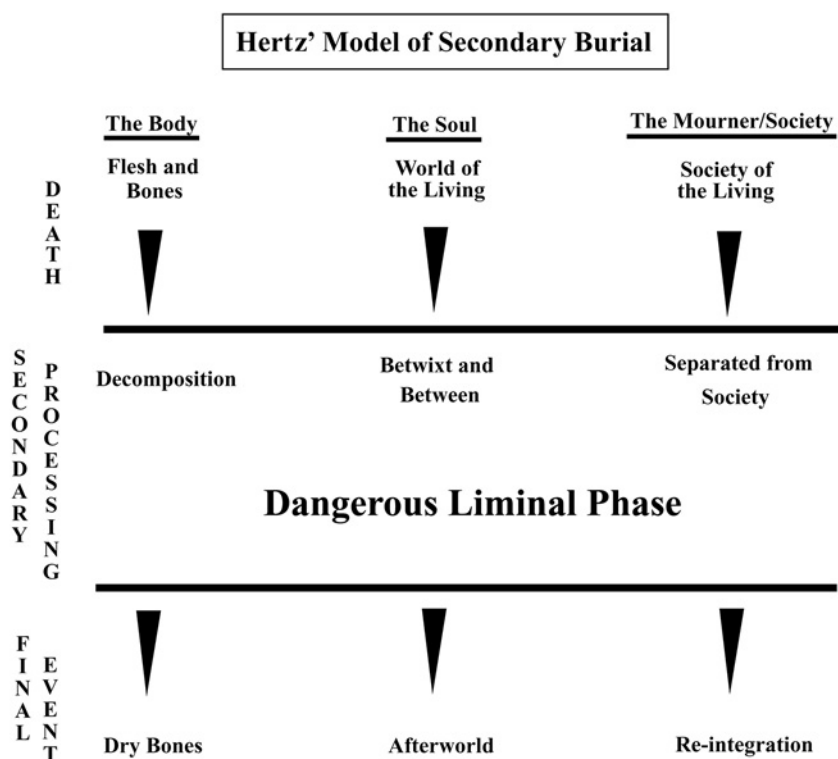 Hertz’ Model of Secondary Burial
The Body
The Soul
The Mourner/Society
Flesh and
Bones
World of
the Living
Society of
the Living
DEATH
SECONDARY
PROCESSING
Decomposition
Betwixt and
Between
Separated from
Society
Dangerous Liminal Phase
FINAL
EVENT
Dry Bones
Afterworld
Re-integration